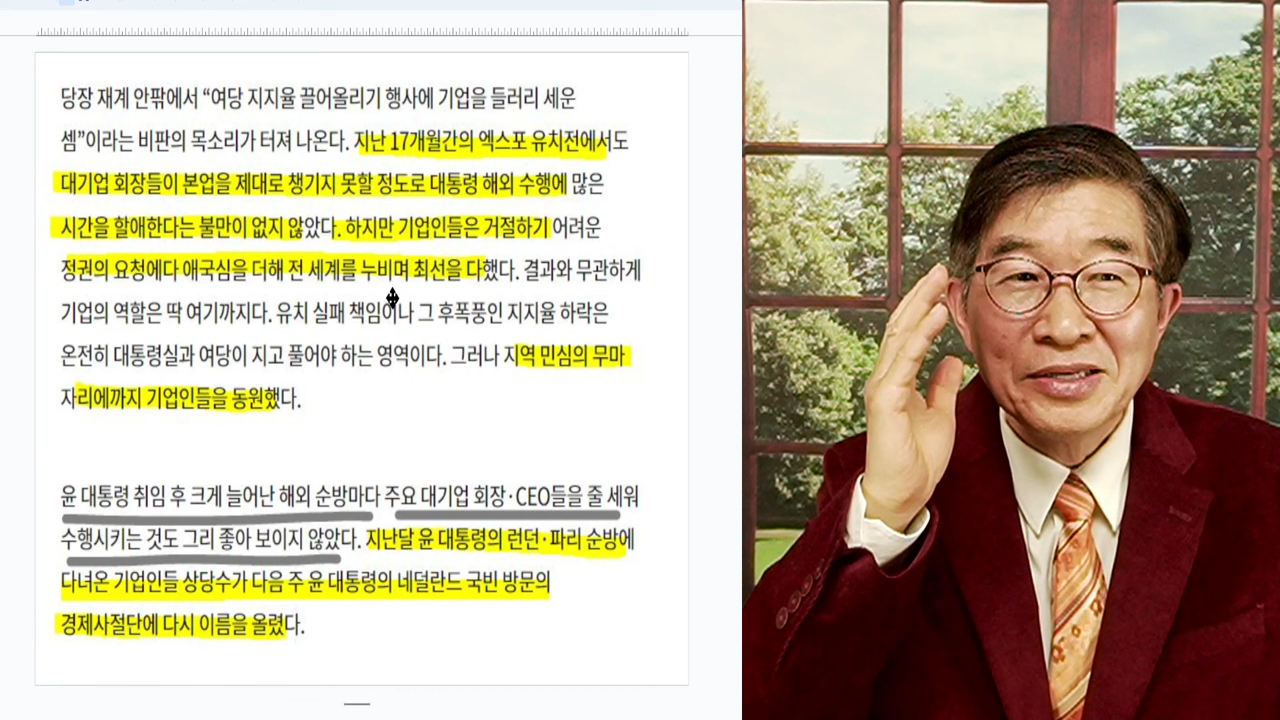 당장 재계 안팎에서 “여당 지지율 끌어올리기 행사에 기업을 들러리 세운
셈”이라는 비판의 목소리가 터져 나온다. 지난 17개월간의 엑스포 유치전에서도
대기업 회장들이 본업을 제대로 챙기지 못할 정도로 대통령 해외 수행에 많은
시간을 할애한다는 불만이 없지 않았다. 하지만 기업인들은 거절하기 어려운
정권의 요청에다 애국심을 더해 전 세계를 누비며 최선을 다했다. 결과와 무관하게
기업의 역할은 딱 여기까지다. 유치 실패 책임이나 그 후폭풍인 지지율 하락은
온전히 대통령실과 여당이 지고 풀어야 하는 영역이다. 그러나 지역 민심의 무마
자리에까지 기업인들을 동원했다.
윤 대통령 취임 후 크게 늘어난 해외 순방마다 주요 대기업 회장·CEO들을 줄 세워
수행시키는 것도 그리 좋아 보이지 않았다. 지난달 윤 대통령의 런던·파리 순방에
다녀온 기업인들 상당수가 다음 주 윤 대통령의 네덜란드 국빈 방문의
경제사절단에 다시 이름을 올렸다.